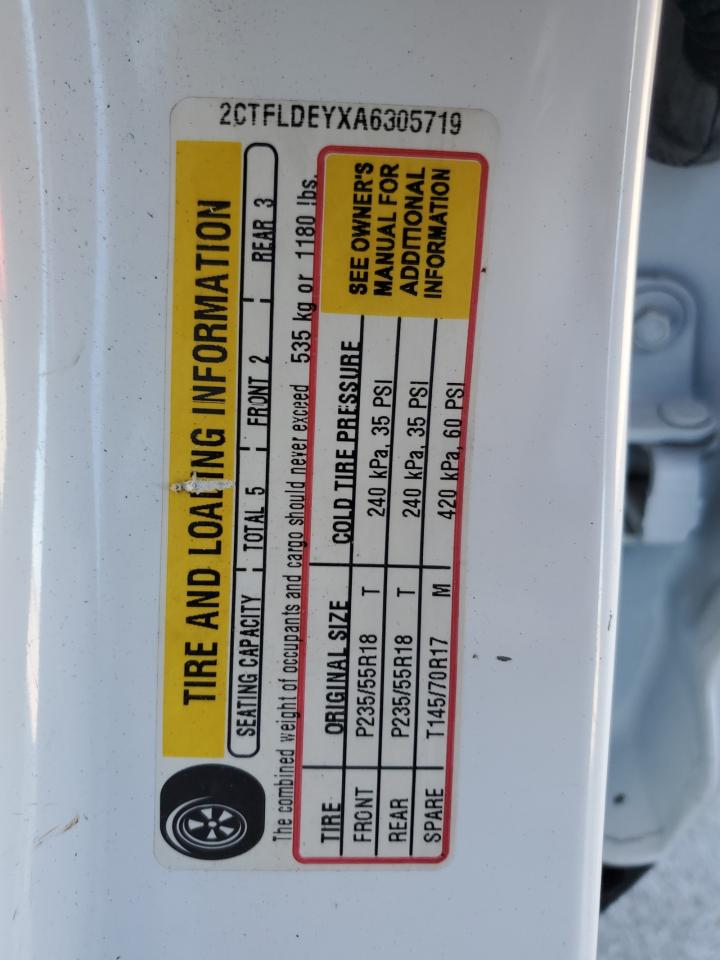 2CTFLDEYXA6305719
TIRE AND LOADING INFORMATION
SEATING CAPACITY TOTAL 5 FRONT 2 REAR 3
The combined weight of occupants and cargo should never exceed 535 kg or 1180 lbs.
TIRE ORIGINAL SIZE COLD TIRE PRESSURE
FRONT P235/55R18 T 240 kPa, 35 PSI
REAR P235/55R18 T 240 kPa, 35 PSI
SPARE T145/70R17 M 420 kPa, 60 PSI
SEE OWNER'S
MANUAL FOR
ADDITIONAL
INFORMATION